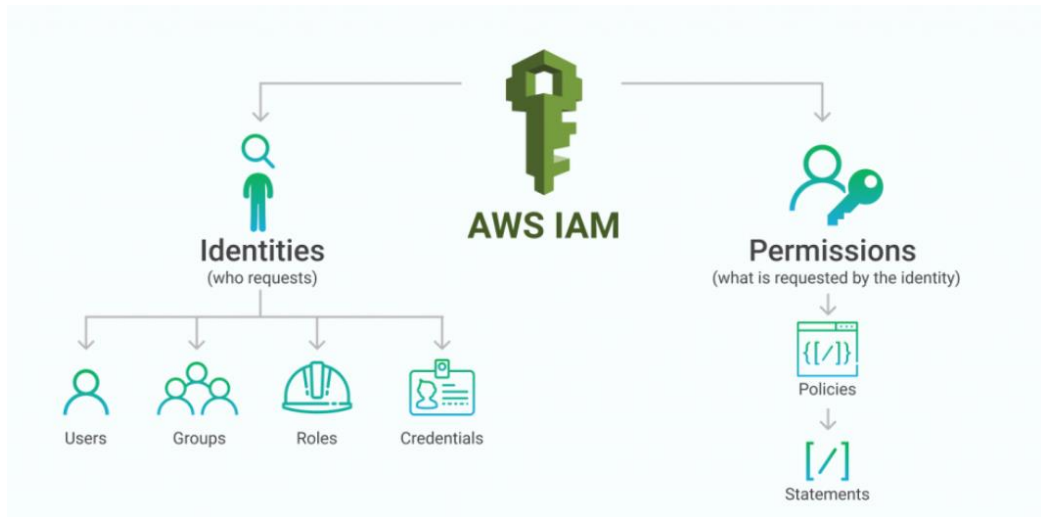 AWS IAM
Identities
(who requests)
Users
Groups
Roles
Credentials
Permissions
(what is requested by the identity)
{[/]}
Policies
[/]
Statements